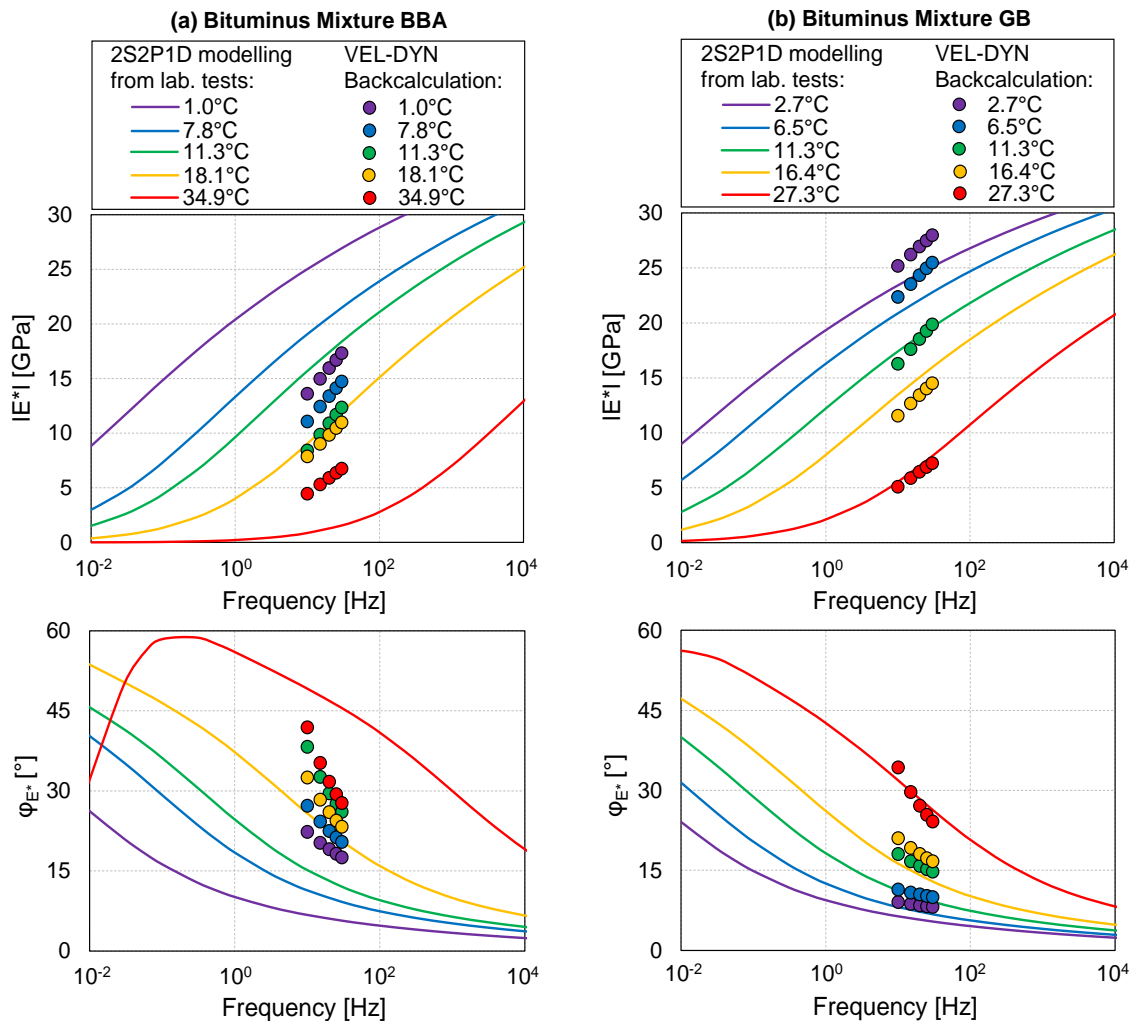 (a) Bituminus Mixture BBA
2S2P1D modelling
from lab. tests:
VEL-DYN
Backcalculation:
1.0°C
1.0°C
7.8°C
7.8°C
11.3°C
11.3°C
18.1°C
18.1°C
34.9°C
34.9°C
30
25
20
15
10
5
0
IE*I [GPa]
10-2
100
102
104
Frequency [Hz]
60
45
30
15
0
φE* [°]
10-2
100
102
104
Frequency [Hz]
(b) Bituminus Mixture GB
2S2P1D modelling
from lab. tests:
VEL-DYN
Backcalculation:
2.7°C
2.7°C
6.5°C
6.5°C
11.3°C
11.3°C
16.4°C
16.4°C
27.3°C
27.3°C
30
25
20
15
10
5
0
IE*I [GPa]
10-2
100
102
104
Frequency [Hz]
60
45
30
15
0
φE* [°]
10-2
100
102
104
Frequency [Hz]